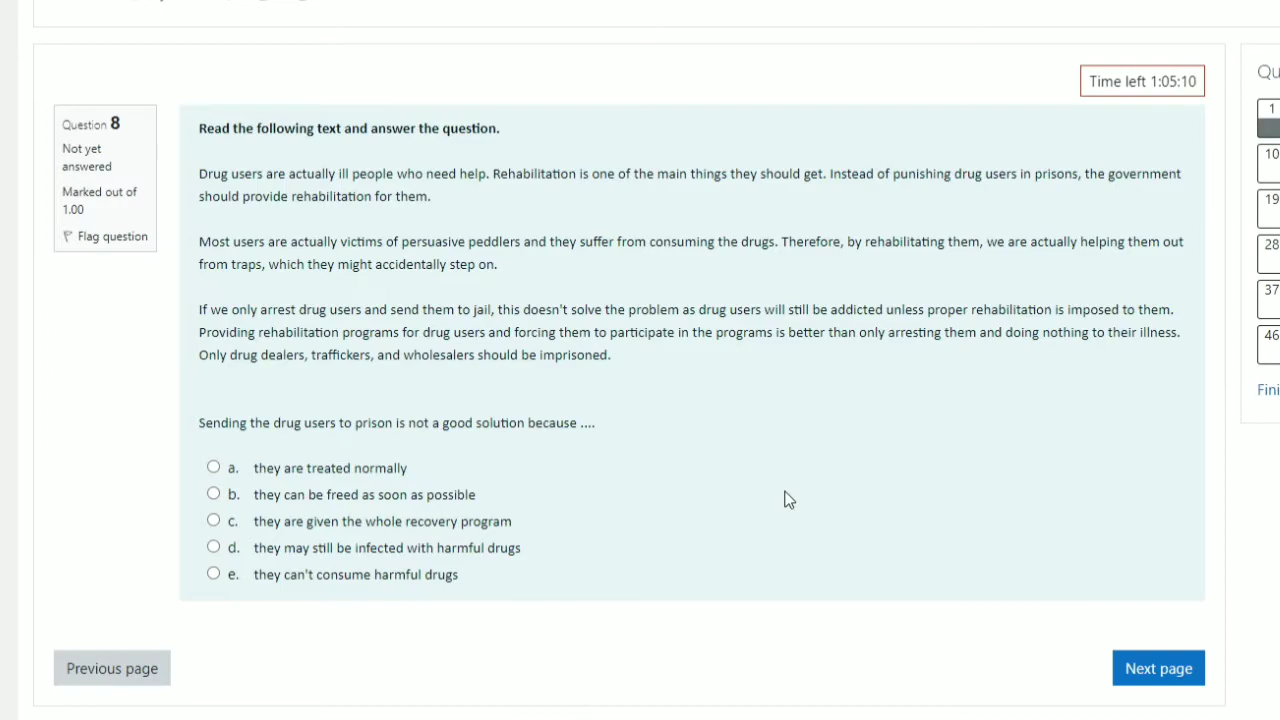 Time left 1:05:10
Qu
Question 8
Not yet
answered
Marked out of
1.00
Flag question
Read the following text and answer the question.
Drug users are actually ill people who need help. Rehabilitation is one of the main things they should get. Instead of punishing drug users in prisons, the government
should provide rehabilitation for them.
Most users are actually victims of persuasive peddlers and they suffer from consuming the drugs. Therefore, by rehabilitating them, we are actually helping them out
from traps, which they might accidentally step on.
If we only arrest drug users and send them to jail, this doesn't solve the problem as drug users will still be addicted unless proper rehabilitation is imposed to them.
Providing rehabilitation programs for drug users and forcing them to participate in the programs is better than only arresting them and doing nothing to their illness.
Only drug dealers, traffickers, and wholesalers should be imprisoned.
Sending the drug users to prison is not a good solution because ....
a. they are treated normally
b. they can be freed as soon as possible
c. they are given the whole recovery program
d. they may still be infected with harmful drugs
e. they can't consume harmful drugs
1
10
19
28
37
46
Fini
Previous page
Next page